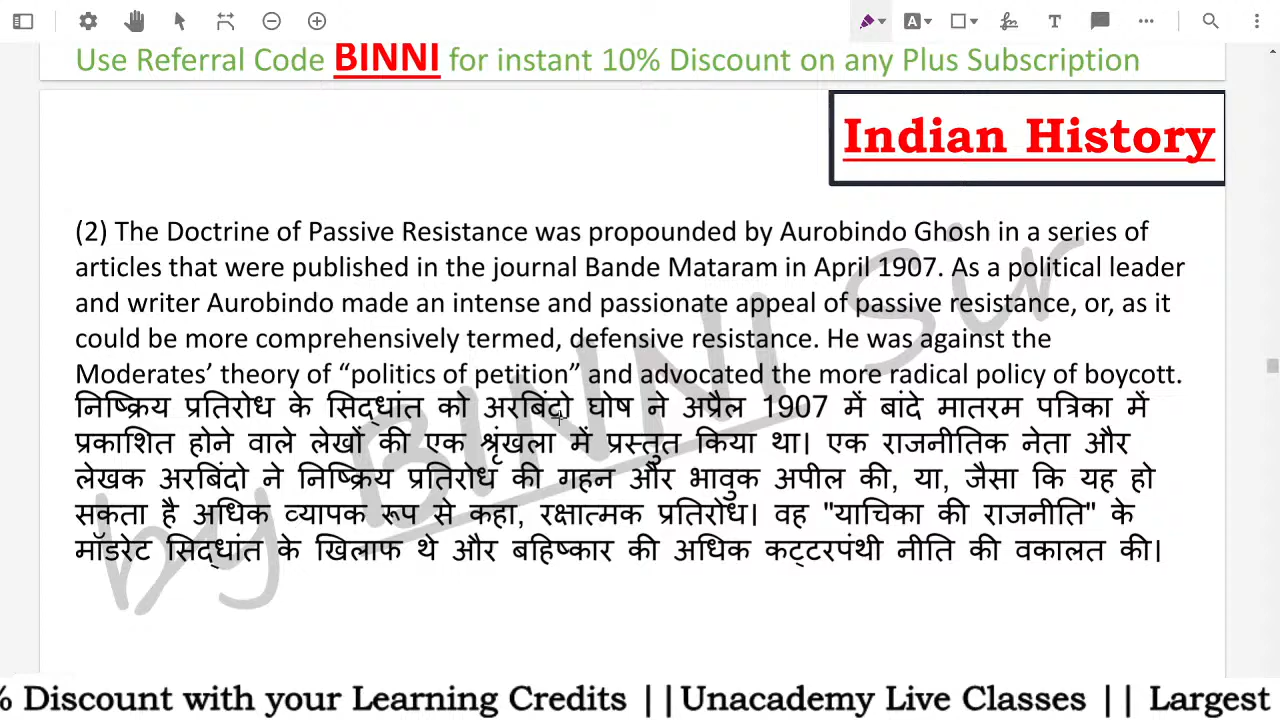 Use Referral Code BINNI for instant 10% Discount on any Plus Subscription
Indian History
(2) The Doctrine of Passive Resistance was propounded by Aurobindo Ghosh in a series of
articles that were published in the journal Bande Mataram in April 1907. As a political leader
and writer Aurobindo made an intense and passionate appeal of passive resistance, or, as it
could be more comprehensively termed, defensive resistance. He was against the
Moderates’ theory of “politics of petition” and advocated the more radical policy of boycott.
निष्क्रिय प्रतिरोध के सिद्धांत को अरबिंदो घोष ने अप्रैल 1907 में बांदे मातरम पत्रिका में
प्रकाशित होने वाले लेखों की एक श्रृंखला में प्रस्तुत किया था। एक राजनीतिक नेता और
लेखक अरबिंदो ने निष्क्रिय प्रतिरोध की गहन और भावुक अपील की, या, जैसा कि यह हो
सकता है अधिक व्यापक रूप से कहा, रक्षात्मक प्रतिरोध। वह "याचिका की राजनीति" के
मॉडरेट सिद्धांत के खिलाफ थे और बहिष्कार की अधिक कट्टरपंथी नीति की वकालत की।
by BINNI Sir
% Discount with your Learning Credits ||Unacademy Live Classes || Largest